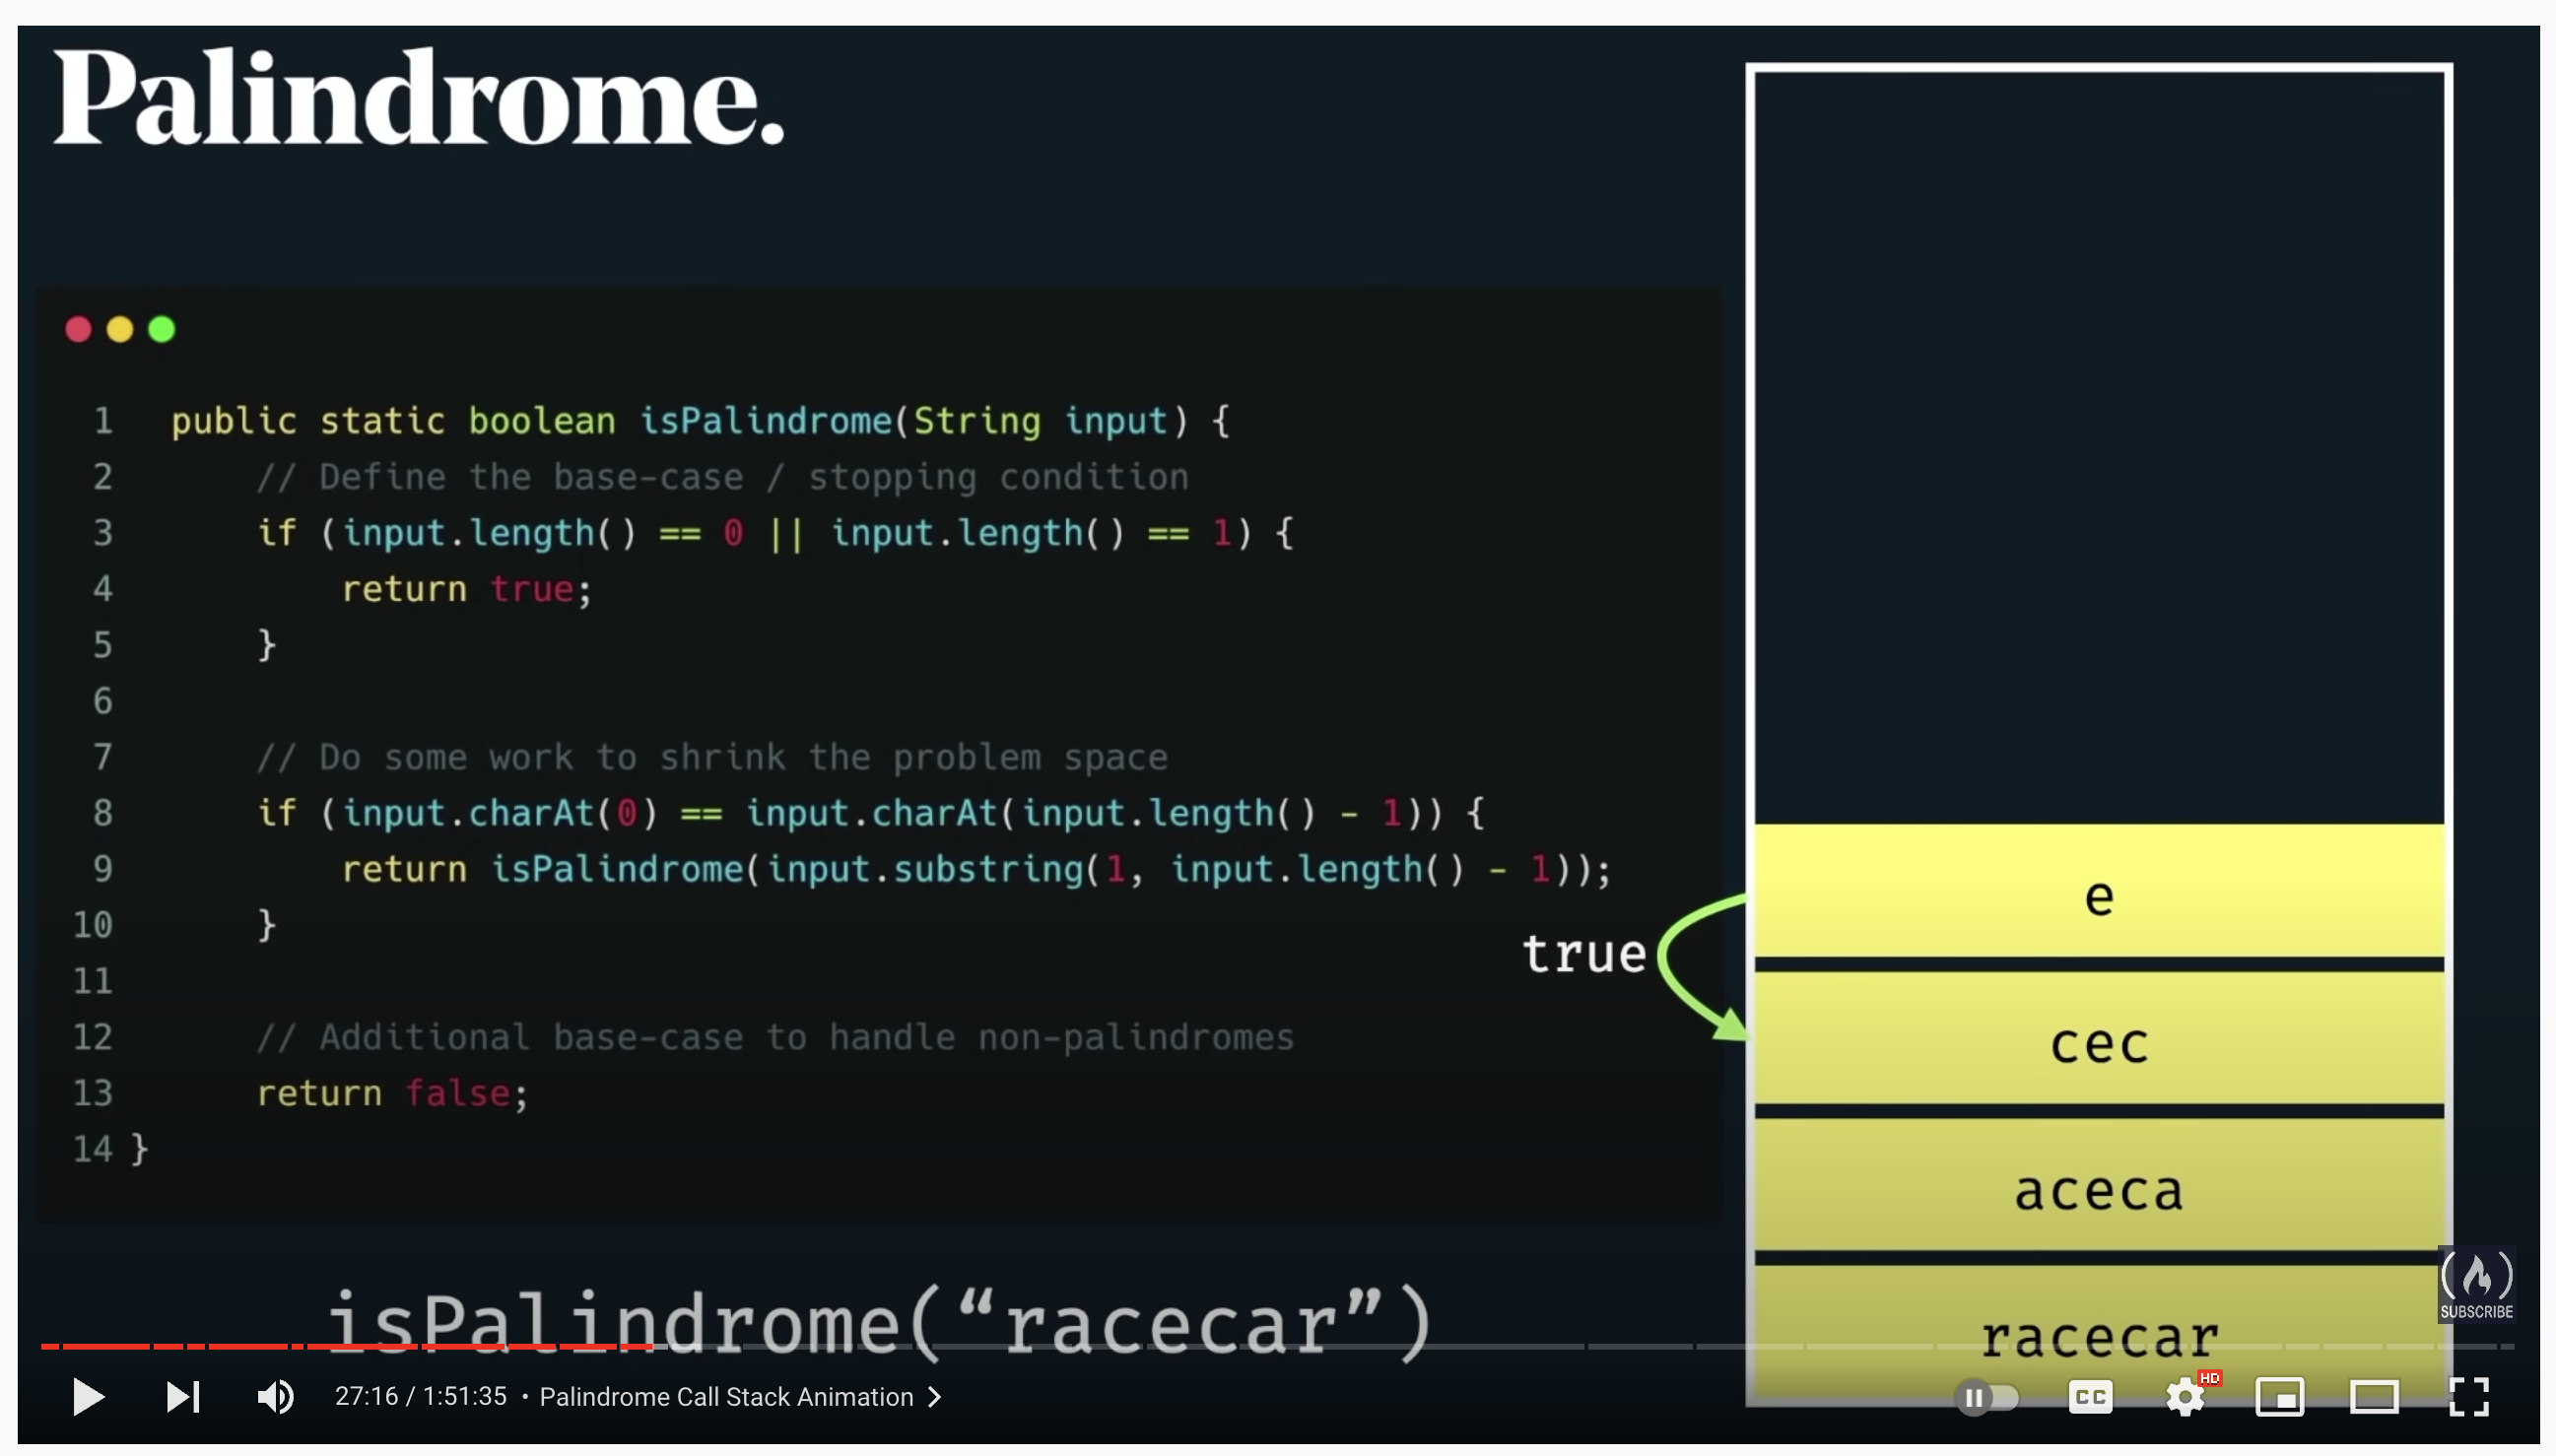 Palindrome.
1 public static boolean isPalindrome(String input) {
2 // Define the base-case / stopping condition
3 if (input.length() == 0 || input.length() == 1) {
4 return true;
5 }
6
7 // Do some work to shrink the problem space
8 if (input.charAt(0) == input.charAt(input.length() - 1)) {
9 return isPalindrome(input.substring(1, input.length() - 1));
10 }
11
12 // Additional base-case to handle non-palindromes
13 return false;
14 }
true
e
cec
aceca
racecar
isPalindrome(“racecar”)
SUBSCRIBE
27:16 / 1:51:35 • Palindrome Call Stack Animation
CC
HD